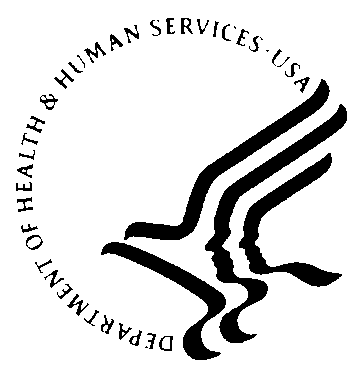 DEPARTMENT OF HEALTH & HUMAN SERVICES · USA